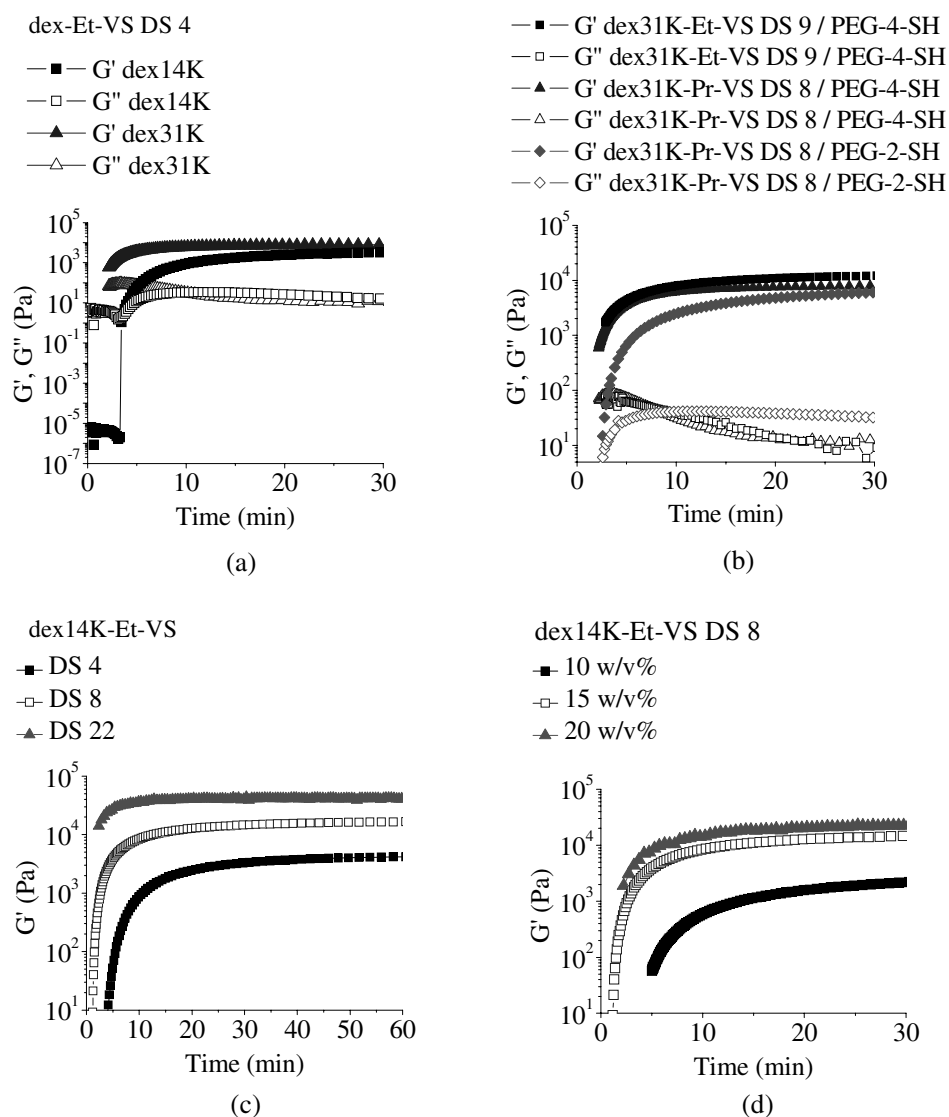 dex-Et-VS DS 4
G' dex14K
G" dex14K
G' dex31K
G" dex31K
10^5
10^3
10^1
10^-1
10^-3
10^-5
10^-7
G', G" (Pa)
0 10 20 30
Time (min)
(a)
G' dex31K-Et-VS DS 9 / PEG-4-SH
G" dex31K-Et-VS DS 9 / PEG-4-SH
G' dex31K-Pr-VS DS 8 / PEG-4-SH
G" dex31K-Pr-VS DS 8 / PEG-4-SH
G' dex31K-Pr-VS DS 8 / PEG-2-SH
G" dex31K-Pr-VS DS 8 / PEG-2-SH
10^5
10^4
10^3
10^2
10^1
G', G" (Pa)
0 10 20 30
Time (min)
(b)
dex14K-Et-VS
DS 4
DS 8
DS 22
10^5
10^4
10^3
10^2
10^1
G' (Pa)
0 10 20 30 40 50 60
Time (min)
(c)
dex14K-Et-VS DS 8
10 w/v%
15 w/v%
20 w/v%
10^5
10^4
10^3
10^2
10^1
G' (Pa)
0 10 20 30
Time (min)
(d)